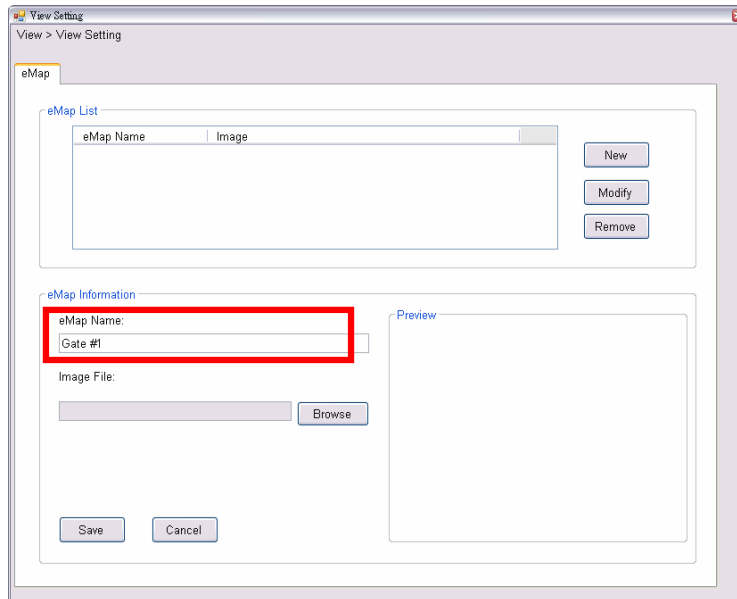 View Setting
View > View Setting
eMap
eMap List
eMap Name Image
New
Modify
Remove
eMap Information
eMap Name:
Gate #1
Image File:
Browse
Preview
Save Cancel